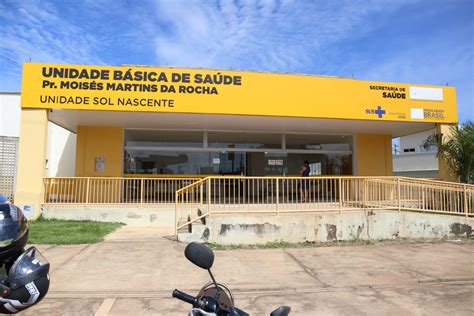 UNIDADE BÁSICA DE SAÚDE
Pr. MOISÉS MARTINS DA ROCHA
UNIDADE SOL NASCENTE
SECRETARIA DE
SAÚDE
SUS
BRASIL